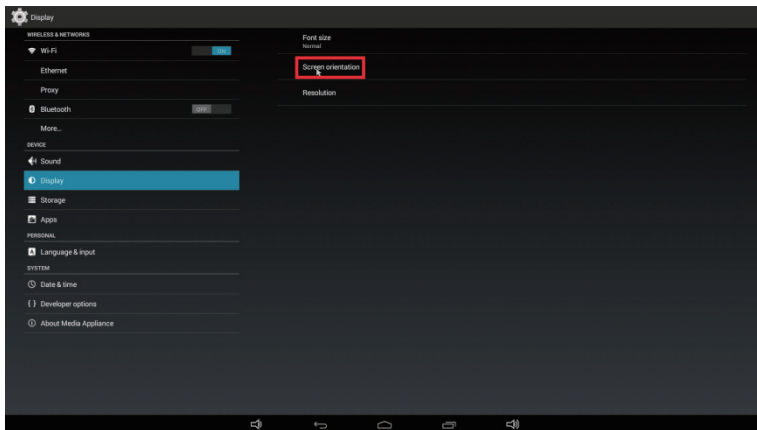 Display
WIRELESS & NETWORKS
Wi-Fi
ON
Ethernet
Proxy
Bluetooth
OFF
More...
DEVICE
Sound
Display
Storage
Apps
PERSONAL
Language & input
SYSTEM
Date & time
Developer options
About Media Appliance
Font size
Normal
Screen orientation
Resolution